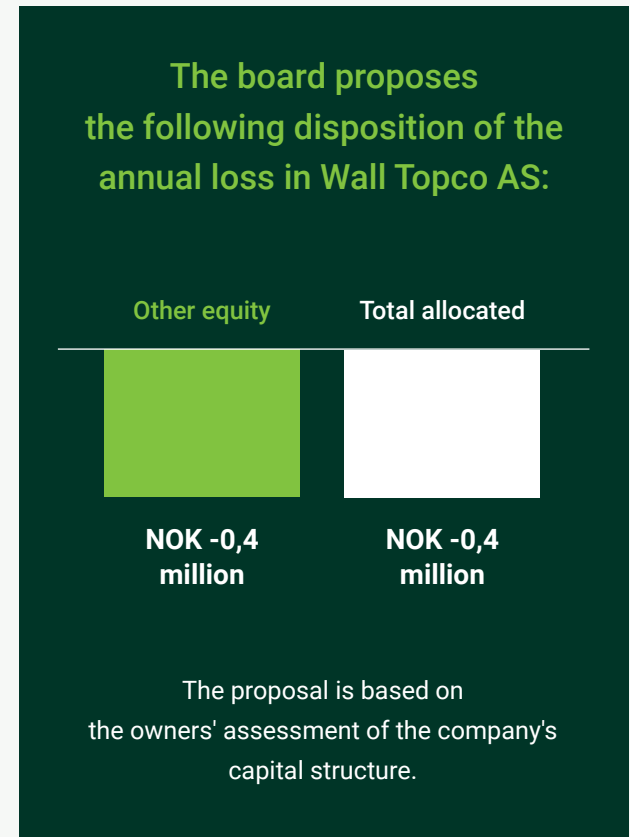 The board proposes
the following disposition of the
annual loss in Wall Topco AS:
Other equity
Total allocated
NOK -0,4
million
NOK -0,4
million
The proposal is based on
the owners' assessment of the company's
capital structure.